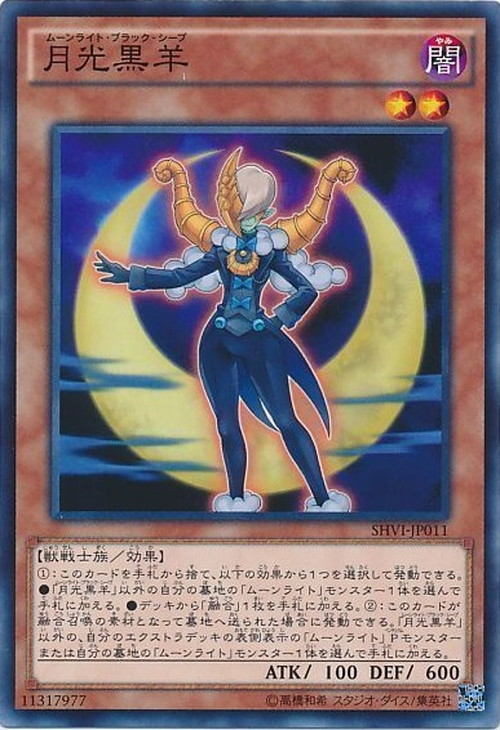 ムーンライト・ブラック・シープ
月光黒羊
やみ
闇
SHVI-JP011
【獣戦士族／効果】
①：このカードを手札から捨て、以下の効果から1つを選択して発動できる。
●「月光黒羊」以外の自分の墓地の「ムーンライト」モンスター1体を選んで
手札に加える。●デッキから「融合」1枚を手札に加える。②：このカードが
融合召喚の素材となって墓地へ送られた場合に発動できる。「月光黒羊」
以外の、自分のエクストラデッキの表側表示の「ムーンライト」Pモンスター
または自分の墓地の「ムーンライト」モンスター1体を選んで手札に加える。
ATK/ 100 DEF/ 600
11317977
©高橋和希 スタジオ・ダイス/集英社